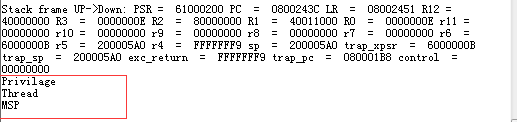 Stack frame UP->Down: PSR = 61000200 PC = 0800243C LR = 08002451 R12 =
40000000 R3 = 0000000E R2 = 80000000 R1 = 40011000 R0 = 0000000E r11 =
00000000 r10 = 00000000 r9 = 00000000 r8 = 00000000 r7 = 00000000 r6 =
6000000B r5 = 200005A0 r4 = FFFFFFF9 sp = 200005A0 trap_xpsr = 6000000B
trap_sp = 200005A0 exc_return = FFFFFFF9 trap_pc = 080001B8 control =
00000000
Privilage
Thread
MSP